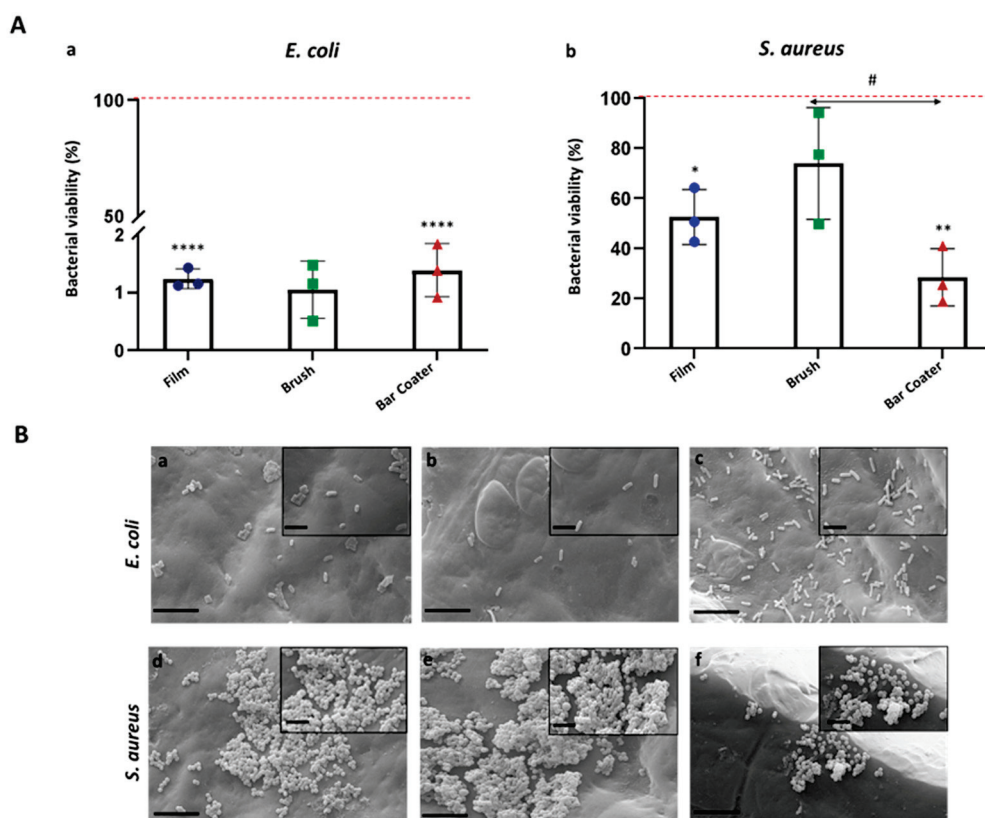 A
a
E. coli
b
S. aureus
#
100
50
2
1
0
Bacterial viability (%)
****
****
Film
Brush
Bar Coater
100
80
60
40
20
0
Bacterial viability (%)
*
**
Film
Brush
Bar Coater
B
E. coli
a
b
c
S. aureus
d
e
f